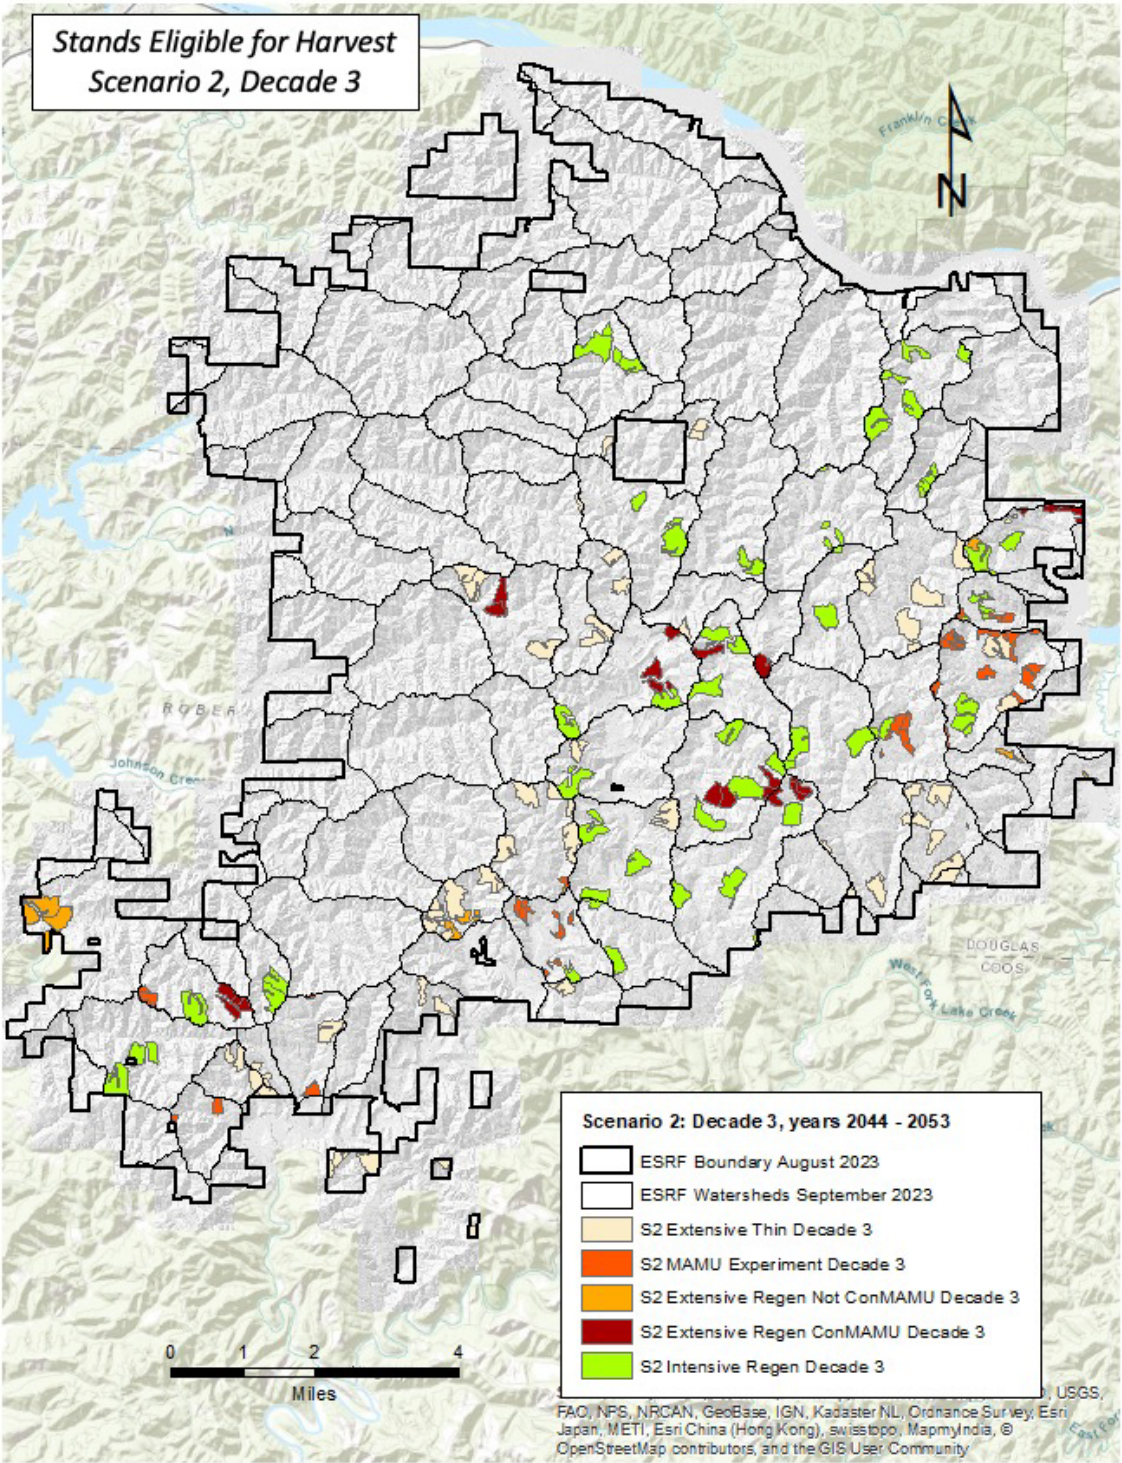 Stands Eligible for Harvest
Scenario 2, Decade 3
Franklin Creek
N
ROBER
Johnson Cree
DOUGLAS
COOS
West Fork Lake Creek
Scenario 2: Decade 3, years 2044 - 2053
ESRF Boundary August 2023
ESRF Watersheds September 2023
S2 Extensive Thin Decade 3
S2 MAMU Experiment Decade 3
S2 Extensive Regen Not ConMAMU Decade 3
S2 Extensive Regen ConMAMU Decade 3
S2 Intensive Regen Decade 3
0 1 2 4
Miles
, USGS,
FAO, NPS, NRCAN, GeoBase, IGN, Kadaster NL, Ordnance Survey, Esri
Japan, METI, Esri China (Hong Kong), swisstopo, MapmyIndia, ©
OpenStreetMap contributors, and the GIS User Community
East For